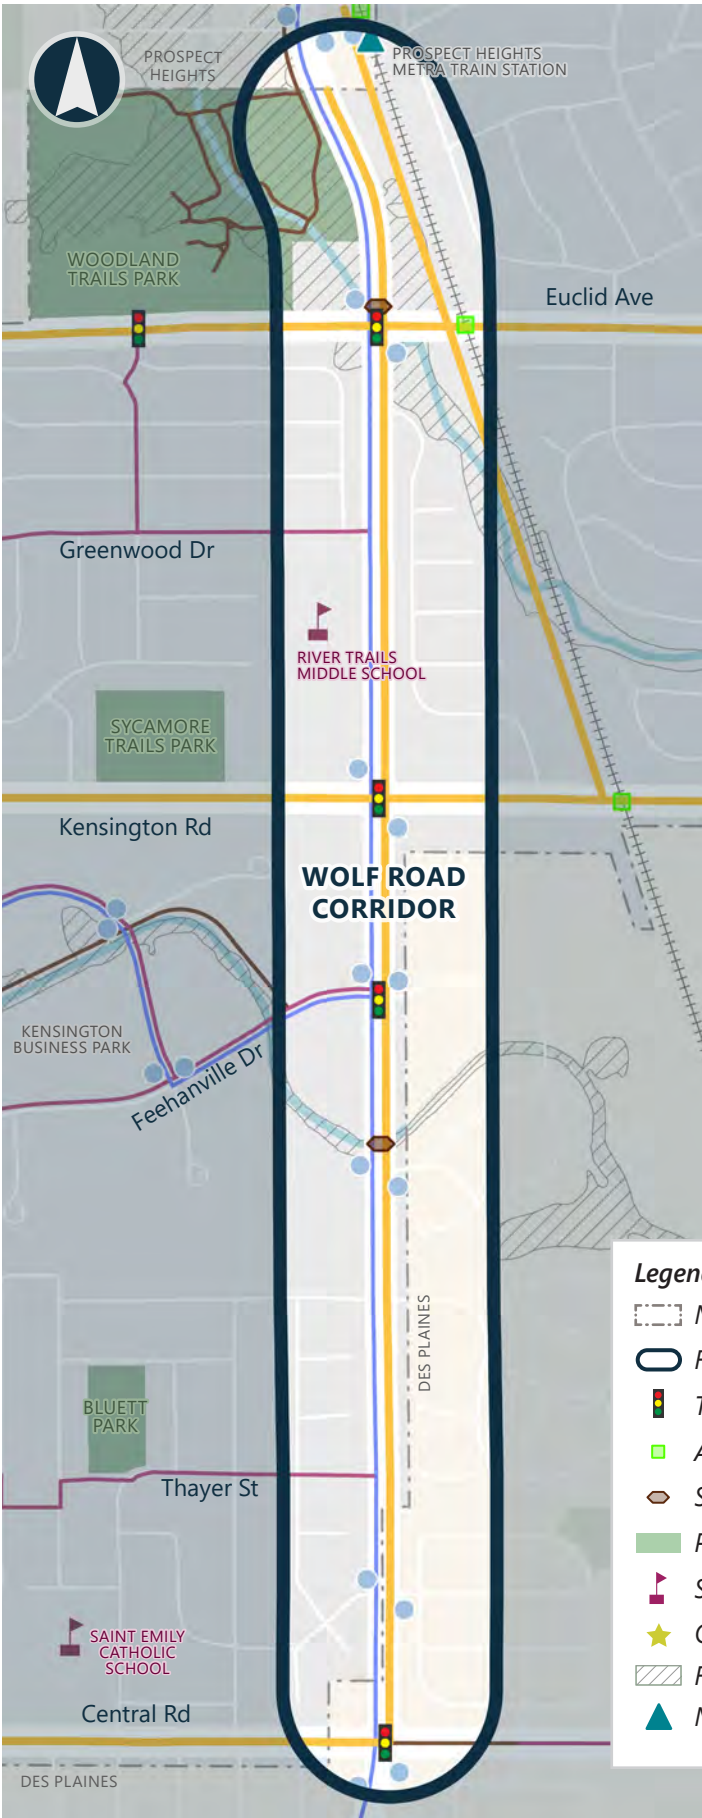 PROSPECT
HEIGHTS
PROSPECT HEIGHTS
METRA TRAIN STATION
WOODLAND
TRAILS PARK
Euclid Ave
Greenwood Dr
RIVER TRAILS
MIDDLE SCHOOL
SYCAMORE
TRAILS PARK
Kensington Rd
WOLF ROAD
CORRIDOR
KENSINGTON
BUSINESS PARK
Feehanville Dr
DES PLAINES
BLUETT
PARK
Thayer St
SAINT EMILY
CATHOLIC
SCHOOL
Central Rd
DES PLAINES